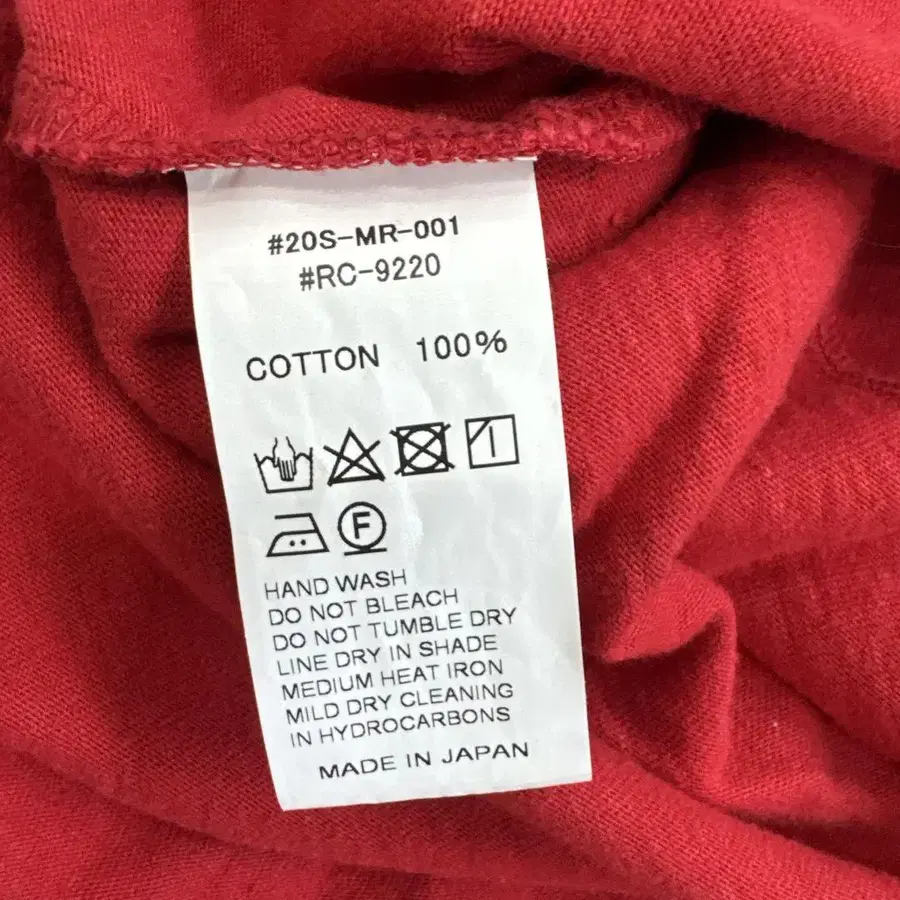 #20S-MR-001
#RC-9220
COTTON 100%
F
HAND WASH
DO NOT BLEACH
DO NOT TUMBLE DRY
LINE DRY IN SHADE
MEDIUM HEAT IRON
MILD DRY CLEANING
IN HYDROCARBONS
MADE IN JAPAN